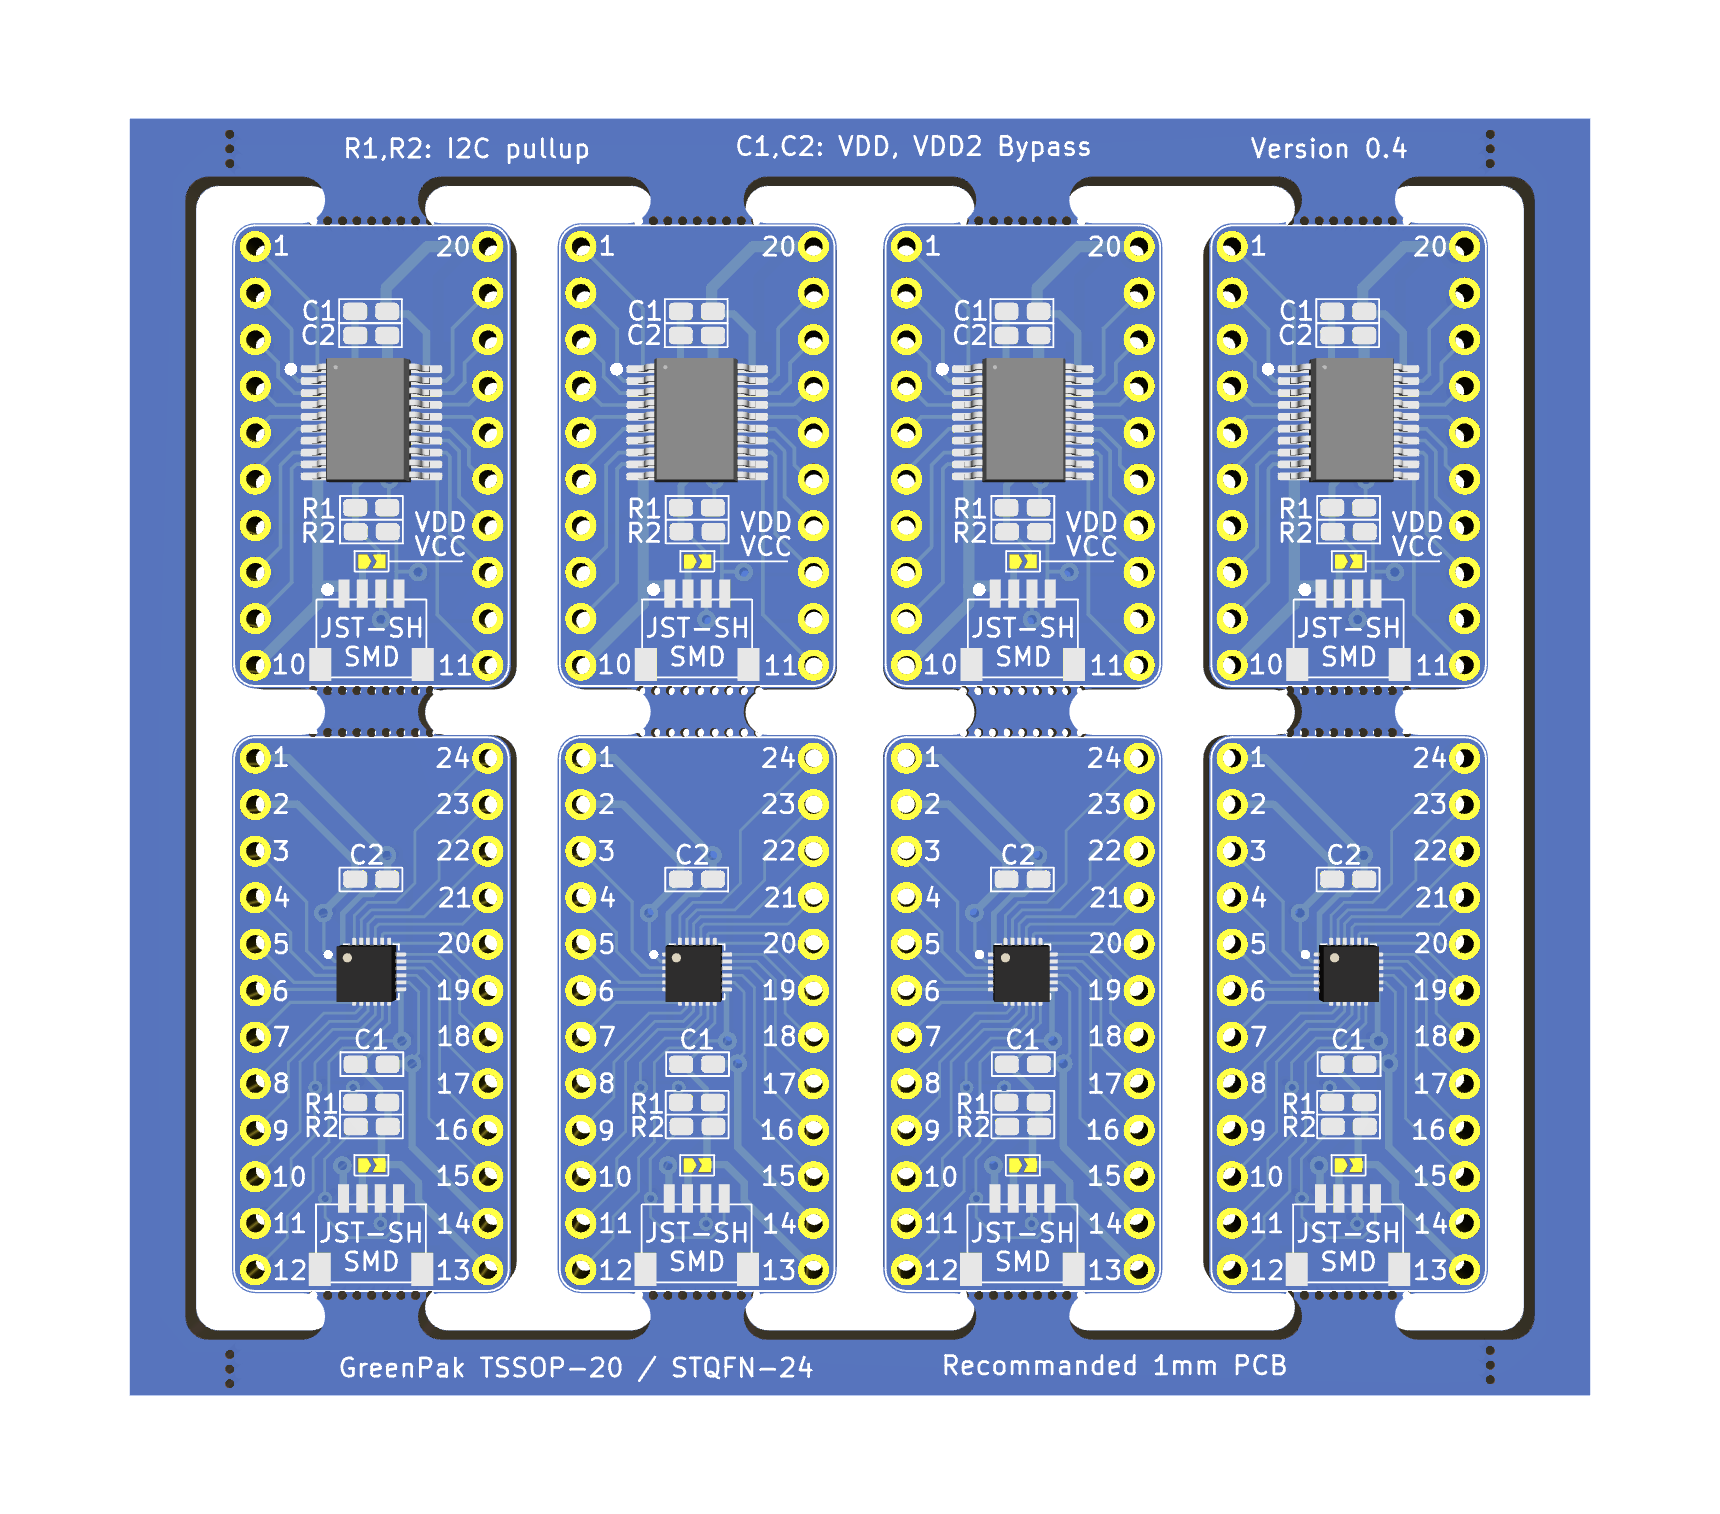 R1,R2: I2C pullup
C1,C2: VDD, VDD2 Bypass
Version 0.4
1 20
C1
C2
R1
R2
VDD
VCC
JST-SH
SMD
10 11
1 20
C1
C2
R1
R2
VDD
VCC
JST-SH
SMD
10 11
1 20
C1
C2
R1
R2
VDD
VCC
JST-SH
SMD
10 11
1 20
C1
C2
R1
R2
VDD
VCC
JST-SH
SMD
10 11
1 24
2 23
3 22
C2
4 21
5 20
6 19
7 18
C1
8 17
R1
R2
9 16
10 15
11 14
JST-SH
SMD
12 13
1 24
2 23
3 22
C2
4 21
5 20
6 19
7 18
C1
8 17
R1
R2
9 16
10 15
11 14
JST-SH
SMD
12 13
1 24
2 23
3 22
C2
4 21
5 20
6 19
7 18
C1
8 17
R1
R2
9 16
10 15
11 14
JST-SH
SMD
12 13
1 24
2 23
3 22
C2
4 21
5 20
6 19
7 18
C1
8 17
R1
R2
9 16
10 15
11 14
JST-SH
SMD
12 13
GreenPak TSSOP-20 / STQFN-24
Recommanded 1mm PCB